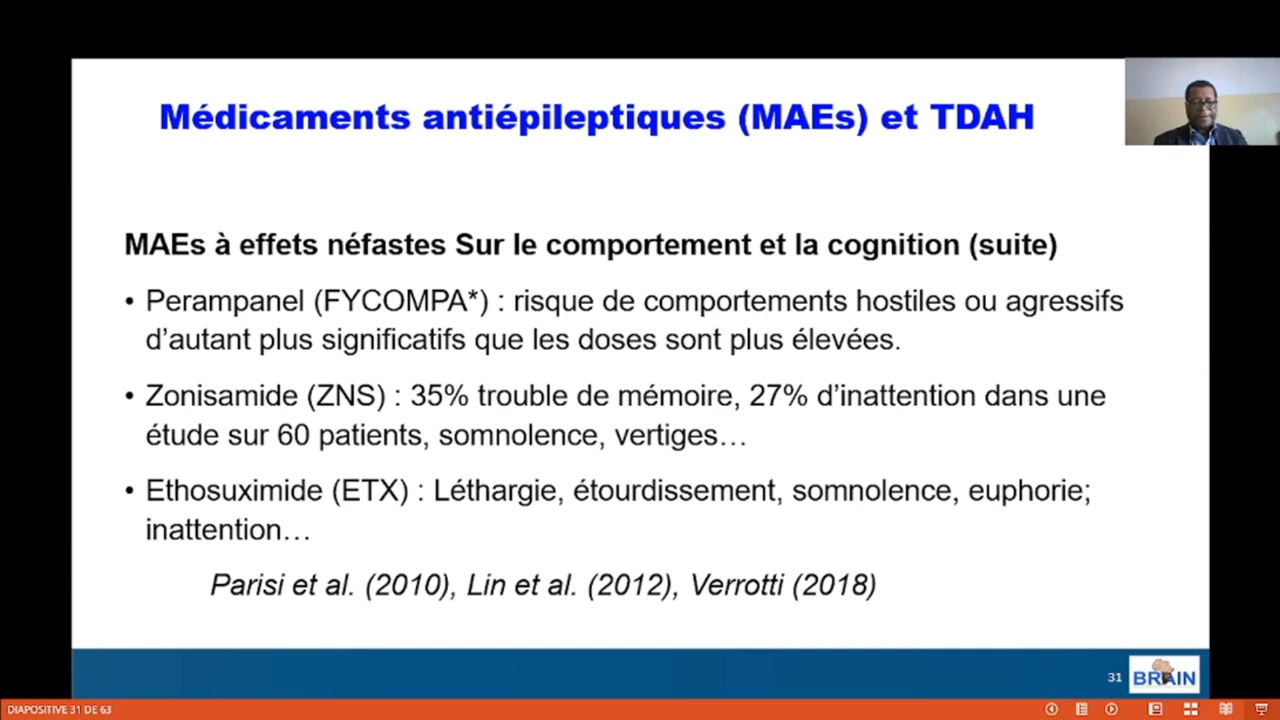 Médicaments antiépileptiques (MAEs) et TDAH
MAEs à effets néfastes Sur le comportement et la cognition (suite)
• Perampanel (FYCOMPA*) : risque de comportements hostiles ou agressifs
d’autant plus significatifs que les doses sont plus élevées.
• Zonisamide (ZNS) : 35% trouble de mémoire, 27% d’inattention dans une
étude sur 60 patients, somnolence, vertiges…
• Ethosuximide (ETX) : Léthargie, étourdissement, somnolence, euphorie;
inattention…
Parisi et al. (2010), Lin et al. (2012), Verrotti (2018)
31
BRAIN
DIAPOSITIVE 31 DE 63